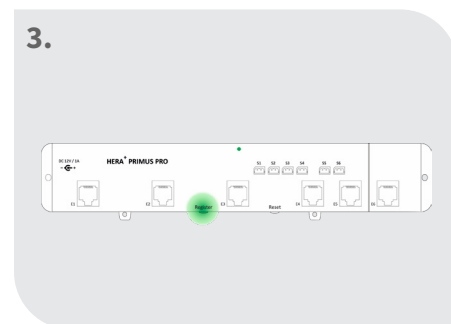 3.
DC 12V / 1A
- +
HERA+ PRIMUS PRO
S1 S2 S3 S4 S5 S6
E1 E2 Register E3 Reset E4 E5 E6